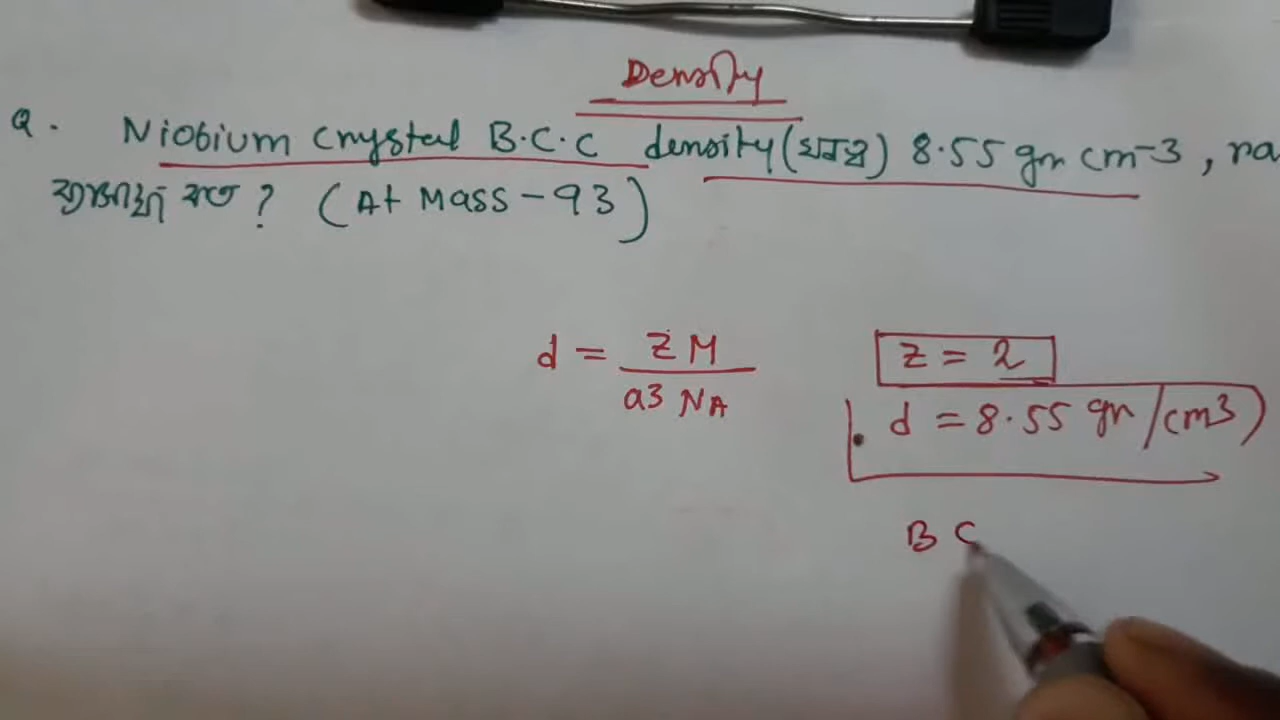 Density
Q. Niobium crystal B.C.C density (ঘনত্ব) 8.55 gm cm-3, ra
কত? (At Mass - 93)
d = ZM / a3 NA
z = 2
d = 8.55 gm/cm3)
B C